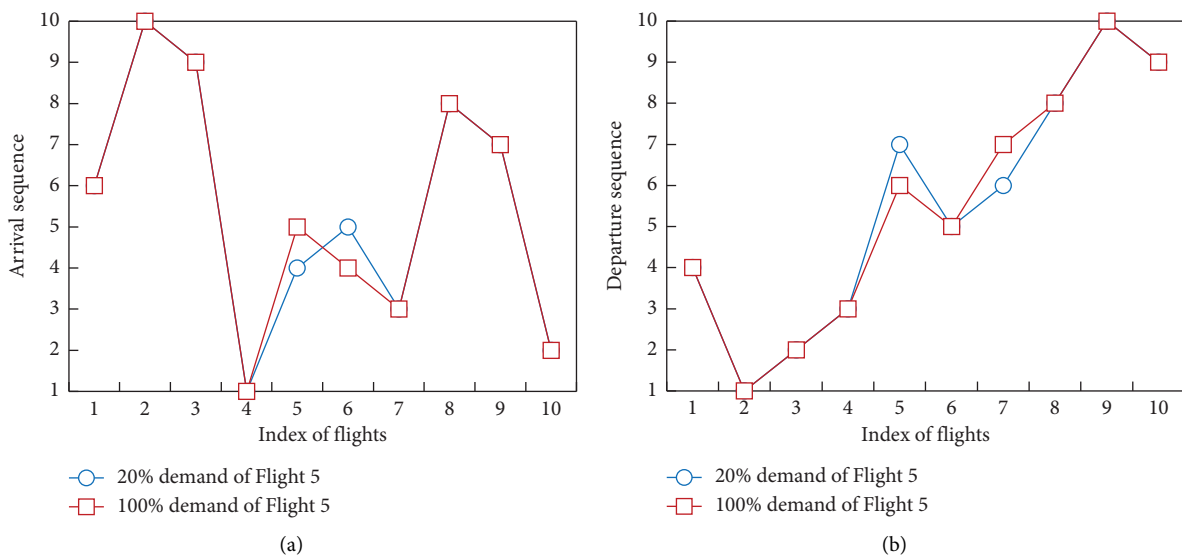 10
9
8
7
6
5
4
3
2
1
Arrival sequence
1 2 3 4 5 6 7 8 9 10
Index of flights
20% demand of Flight 5
100% demand of Flight 5
(a)
10
9
8
7
6
5
4
3
2
1
Departure sequence
1 2 3 4 5 6 7 8 9 10
Index of flights
20% demand of Flight 5
100% demand of Flight 5
(b)